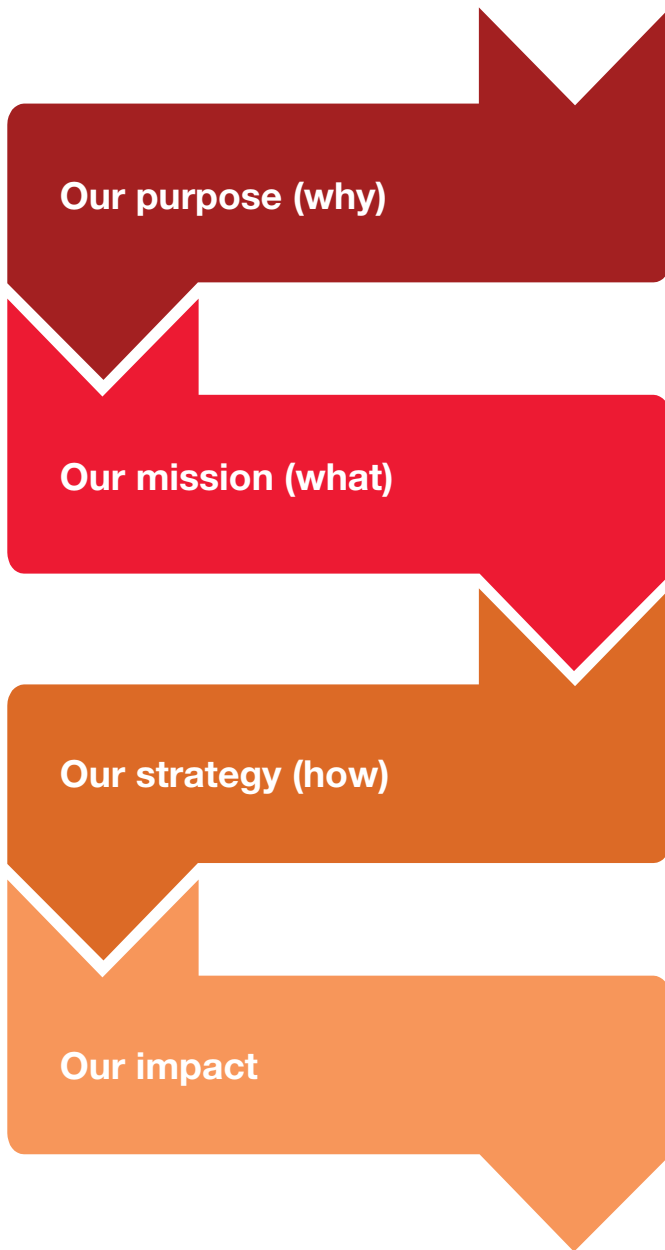 Our purpose (why)
Our mission (what)
Our strategy (how)
Our impact